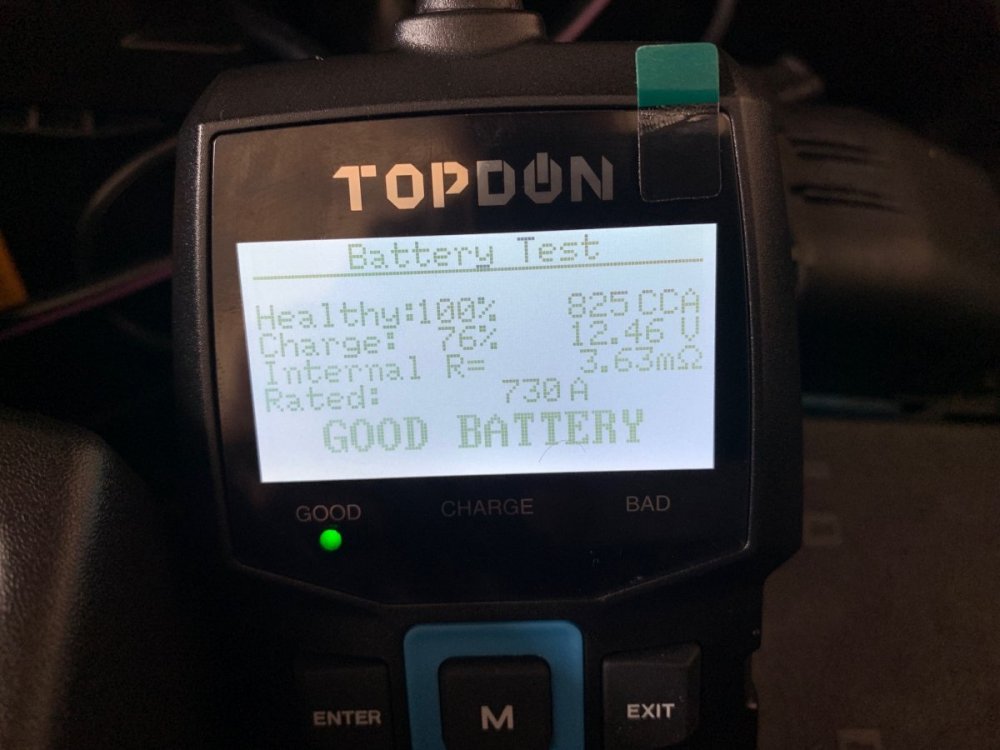 TOPDON
Battery Test
Healthy:100% 825 CCA
Charge: 76% 12.46 V
Internal R= 3.63mΩ
Rated: 730 A
GOOD BATTERY
GOOD CHARGE BAD
ENTER M EXIT